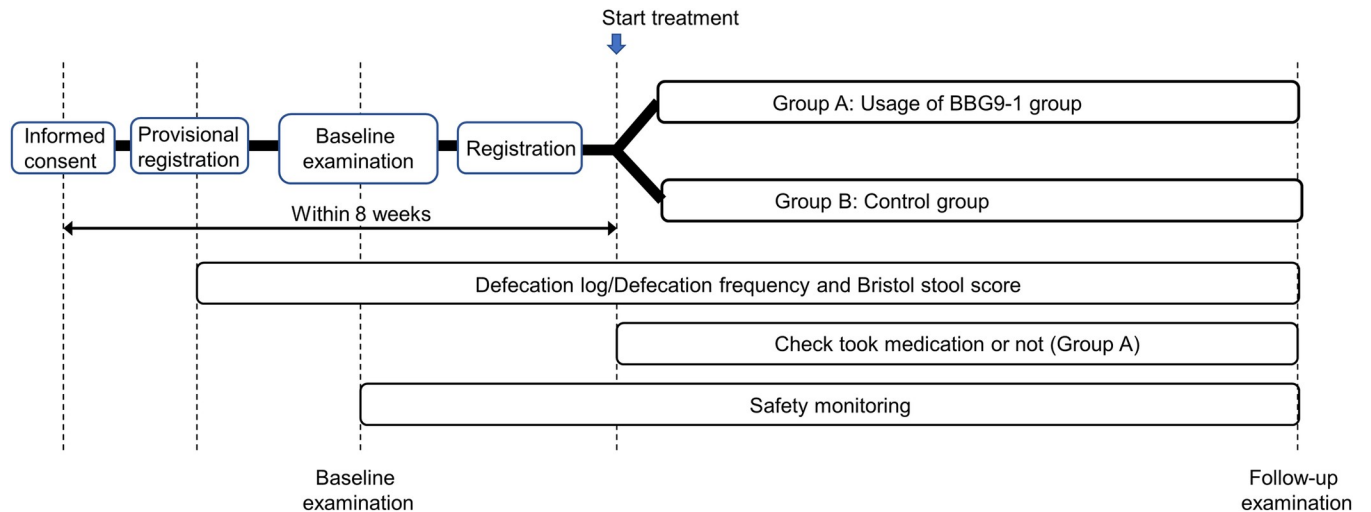 Start treatment
Group A: Usage of BBG9-1 group
Informed
consent
Provisional
registration
Baseline
examination
Registration
Group B: Control group
Within 8 weeks
Defecation log/Defecation frequency and Bristol stool score
Check took medication or not (Group A)
Safety monitoring
Baseline
examination
Follow-up
examination